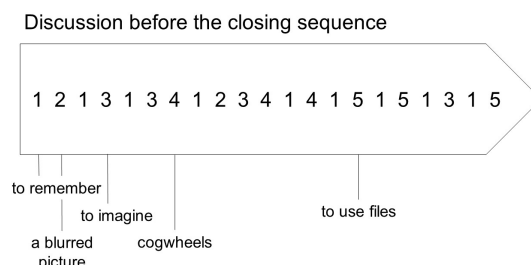 Discussion before the closing sequence
1 2 1 3 1 3 4 1 2 3 4 1 4 1 5 1 5 1 3 1 5
to remember
to imagine
to use files
a blurred
picture
cogwheels